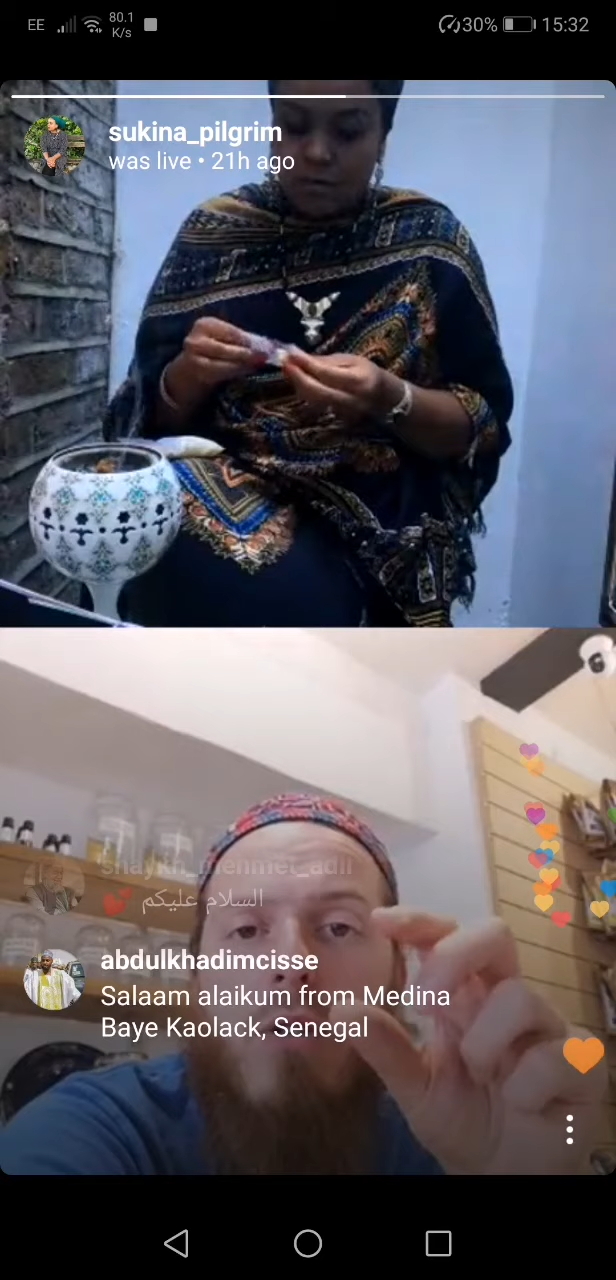 EE
80.1
K/s
30%
15:32
sukina_pilgrim
was live • 21h ago
shaykh_mehmet_adil
السلام عليكم
abdulkhadimcisse
Salaam alaikum from Medina
Baye Kaolack, Senegal